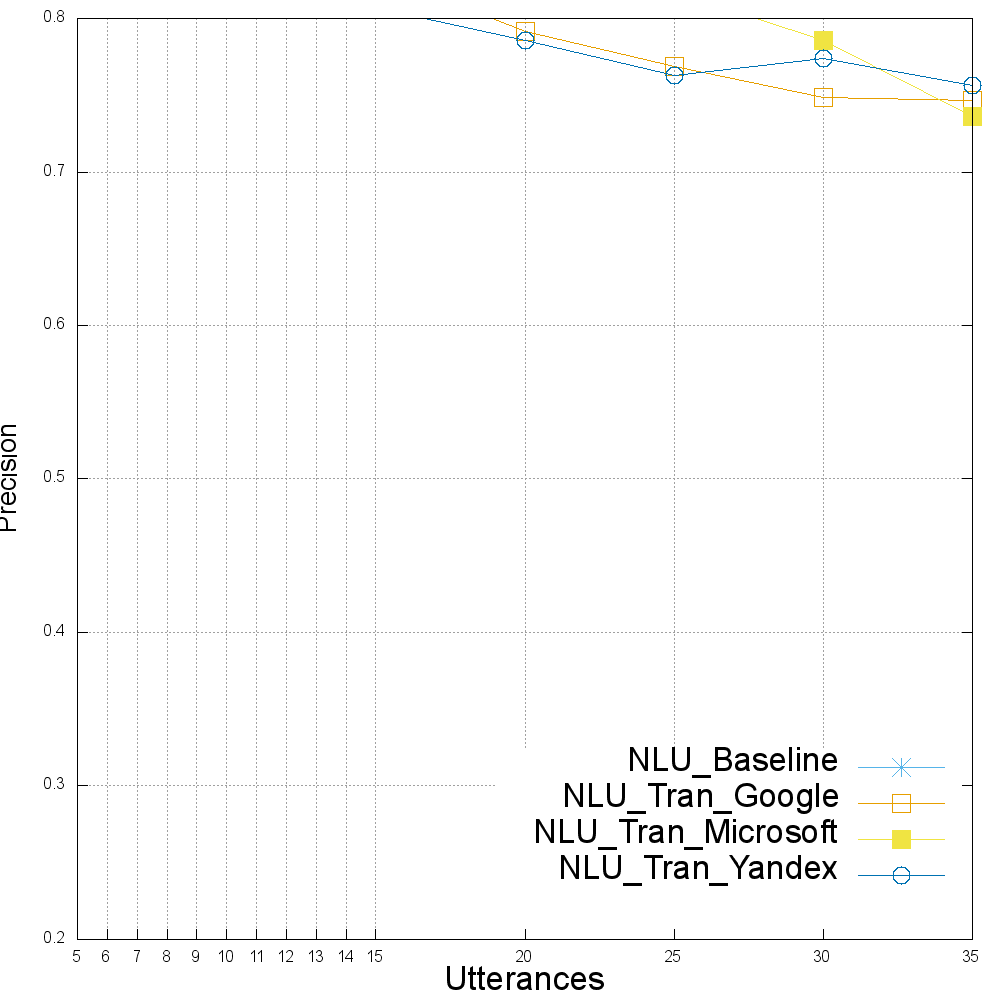 0.8
0.7
0.6
0.5
0.4
0.3
0.2
Precision
NLU_Baseline
NLU_Tran_Google
NLU_Tran_Microsoft
NLU_Tran_Yandex
5 6 7 8 9 10 11 12 13 14 15 20 25 30 35
Utterances